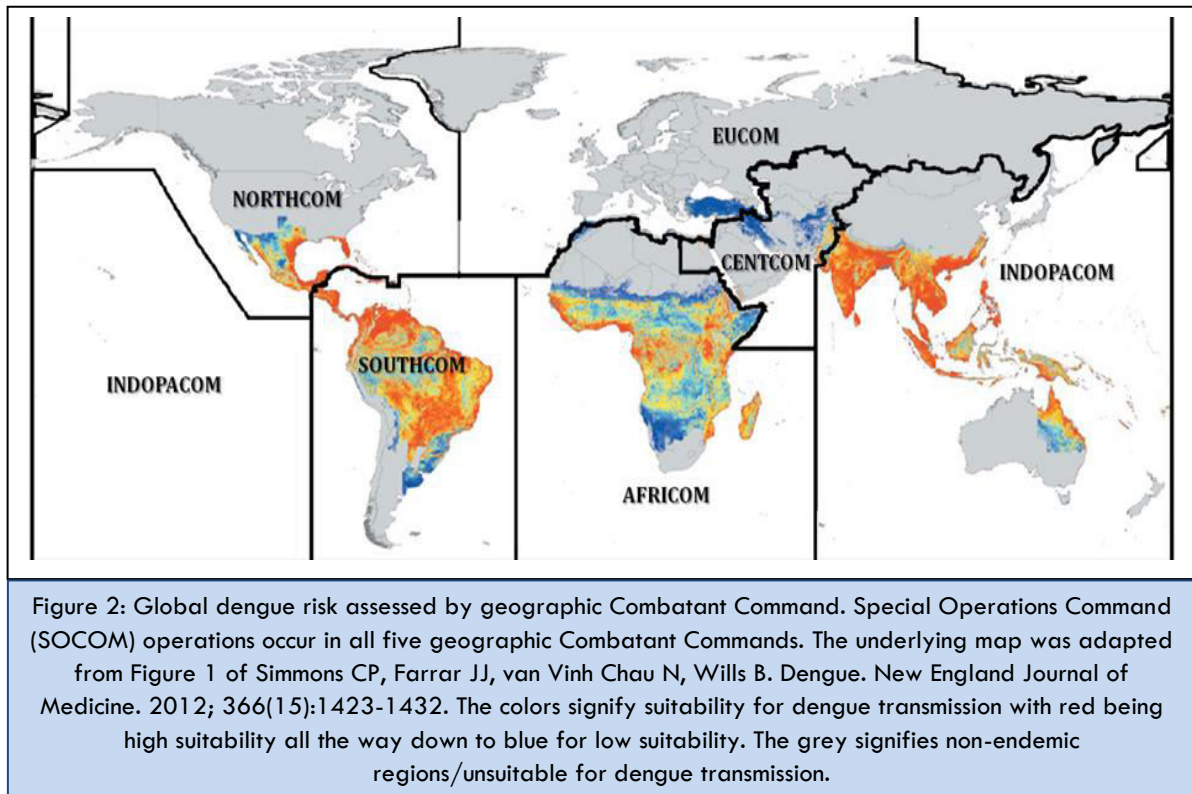 EUCOM
NORTHCOM
CENTCOM
INDOPACOM
SOUTHCOM
INDOPACOM
AFRICOM
Figure 2: Global dengue risk assessed by geographic Combatant Command. Special Operations Command
(SOCOM) operations occur in all five geographic Combatant Commands. The underlying map was adapted
from Figure 1 of Simmons CP, Farrar JJ, van Vinh Chau N, Wills B. Dengue. New England Journal of
Medicine. 2012; 366(15):1423-1432. The colors signify suitability for dengue transmission with red being
high suitability all the way down to blue for low suitability. The grey signifies non-endemic
regions/unsuitable for dengue transmission.